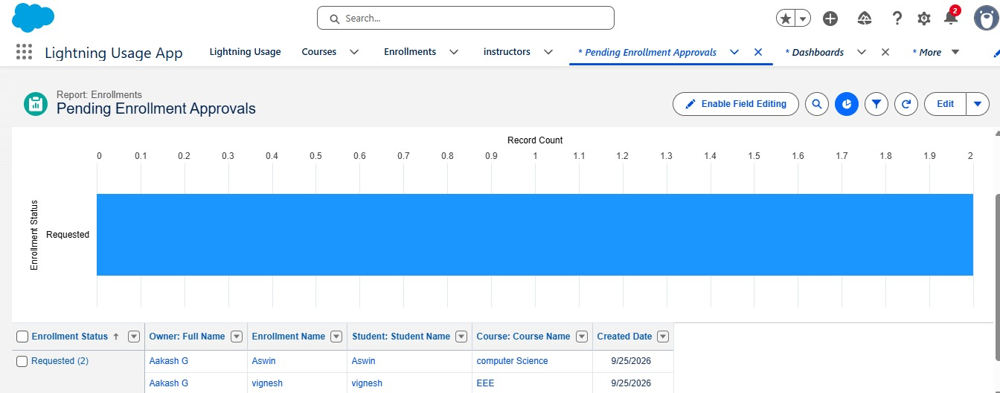 Search...
2
Lightning Usage App
Lightning Usage
Courses
Enrollments
instructors
* Pending Enrollment Approvals
* Dashboards
* More
Report: Enrollments
Pending Enrollment Approvals
Enable Field Editing
Edit
Record Count
0 0.1 0.2 0.3 0.4 0.5 0.6 0.7 0.8 0.9 1 1.1 1.2 1.3 1.4 1.5 1.6 1.7 1.8 1.9 2
Enrollment Status
Requested
Enrollment Status ↑ Owner: Full Name Enrollment Name Student: Student Name Course: Course Name Created Date
Requested (2) Aakash G Aswin Aswin computer Science 9/25/2026
Aakash G vignesh vignesh EEE 9/25/2026